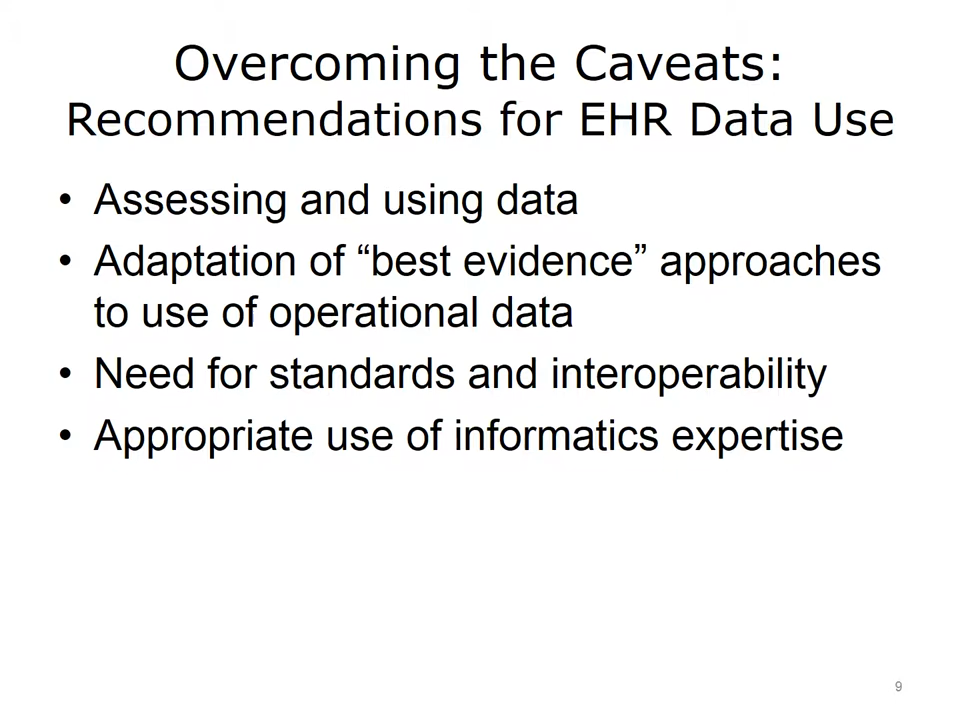 Overcoming the Caveats:
Recommendations for EHR Data Use
• Assessing and using data
• Adaptation of “best evidence” approaches
to use of operational data
• Need for standards and interoperability
• Appropriate use of informatics expertise
9